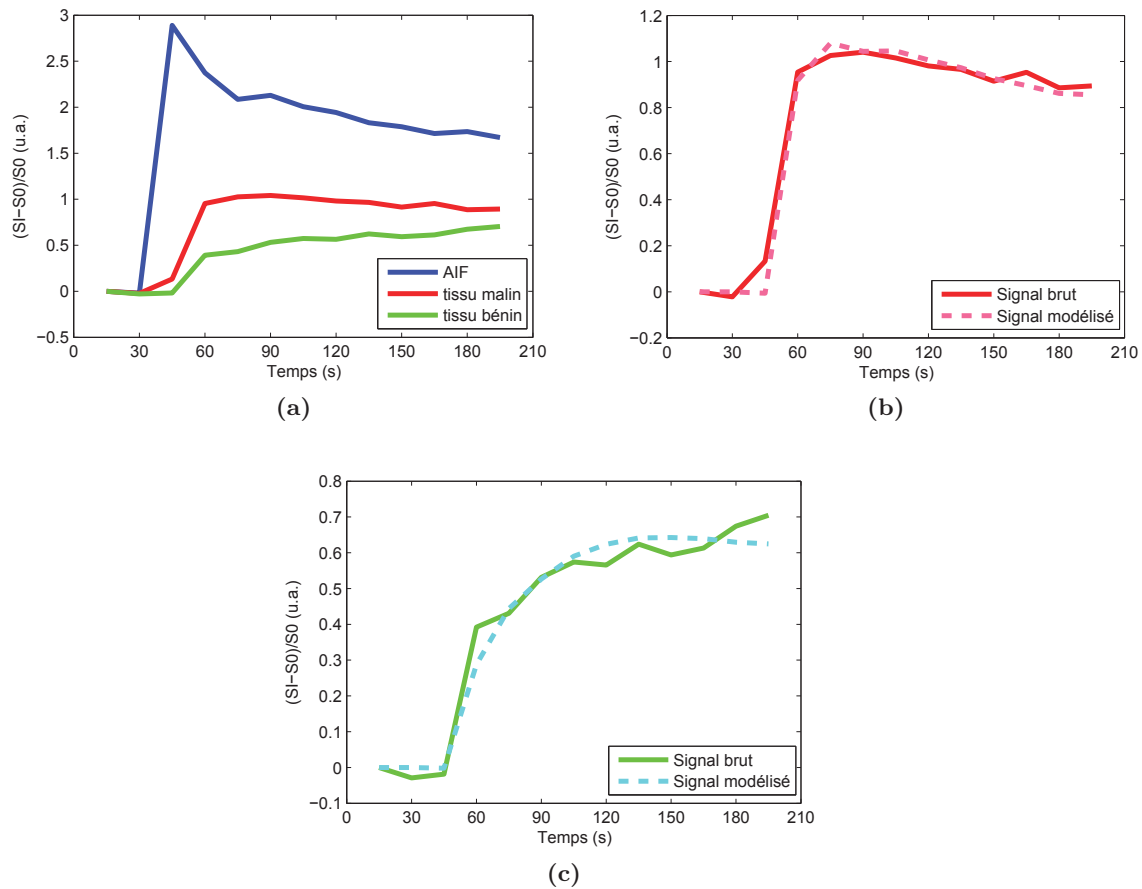 3
2.5
2
1.5
1
0.5
0
−0.5
0 30 60 90 120 150 180 210
(SI−S0)/S0 (u.a.)
Temps (s)
AIF
tissu malin
tissu bénin
(a)
1.2
1
0.8
0.6
0.4
0.2
0
−0.2
0 30 60 90 120 150 180 210
(SI−S0)/S0 (u.a.)
Temps (s)
Signal brut
Signal modélisé
(b)
0.8
0.7
0.6
0.5
0.4
0.3
0.2
0.1
0
−0.1
0 30 60 90 120 150 180 210
(SI−S0)/S0 (u.a.)
Temps (s)
Signal brut
Signal modélisé
(c)